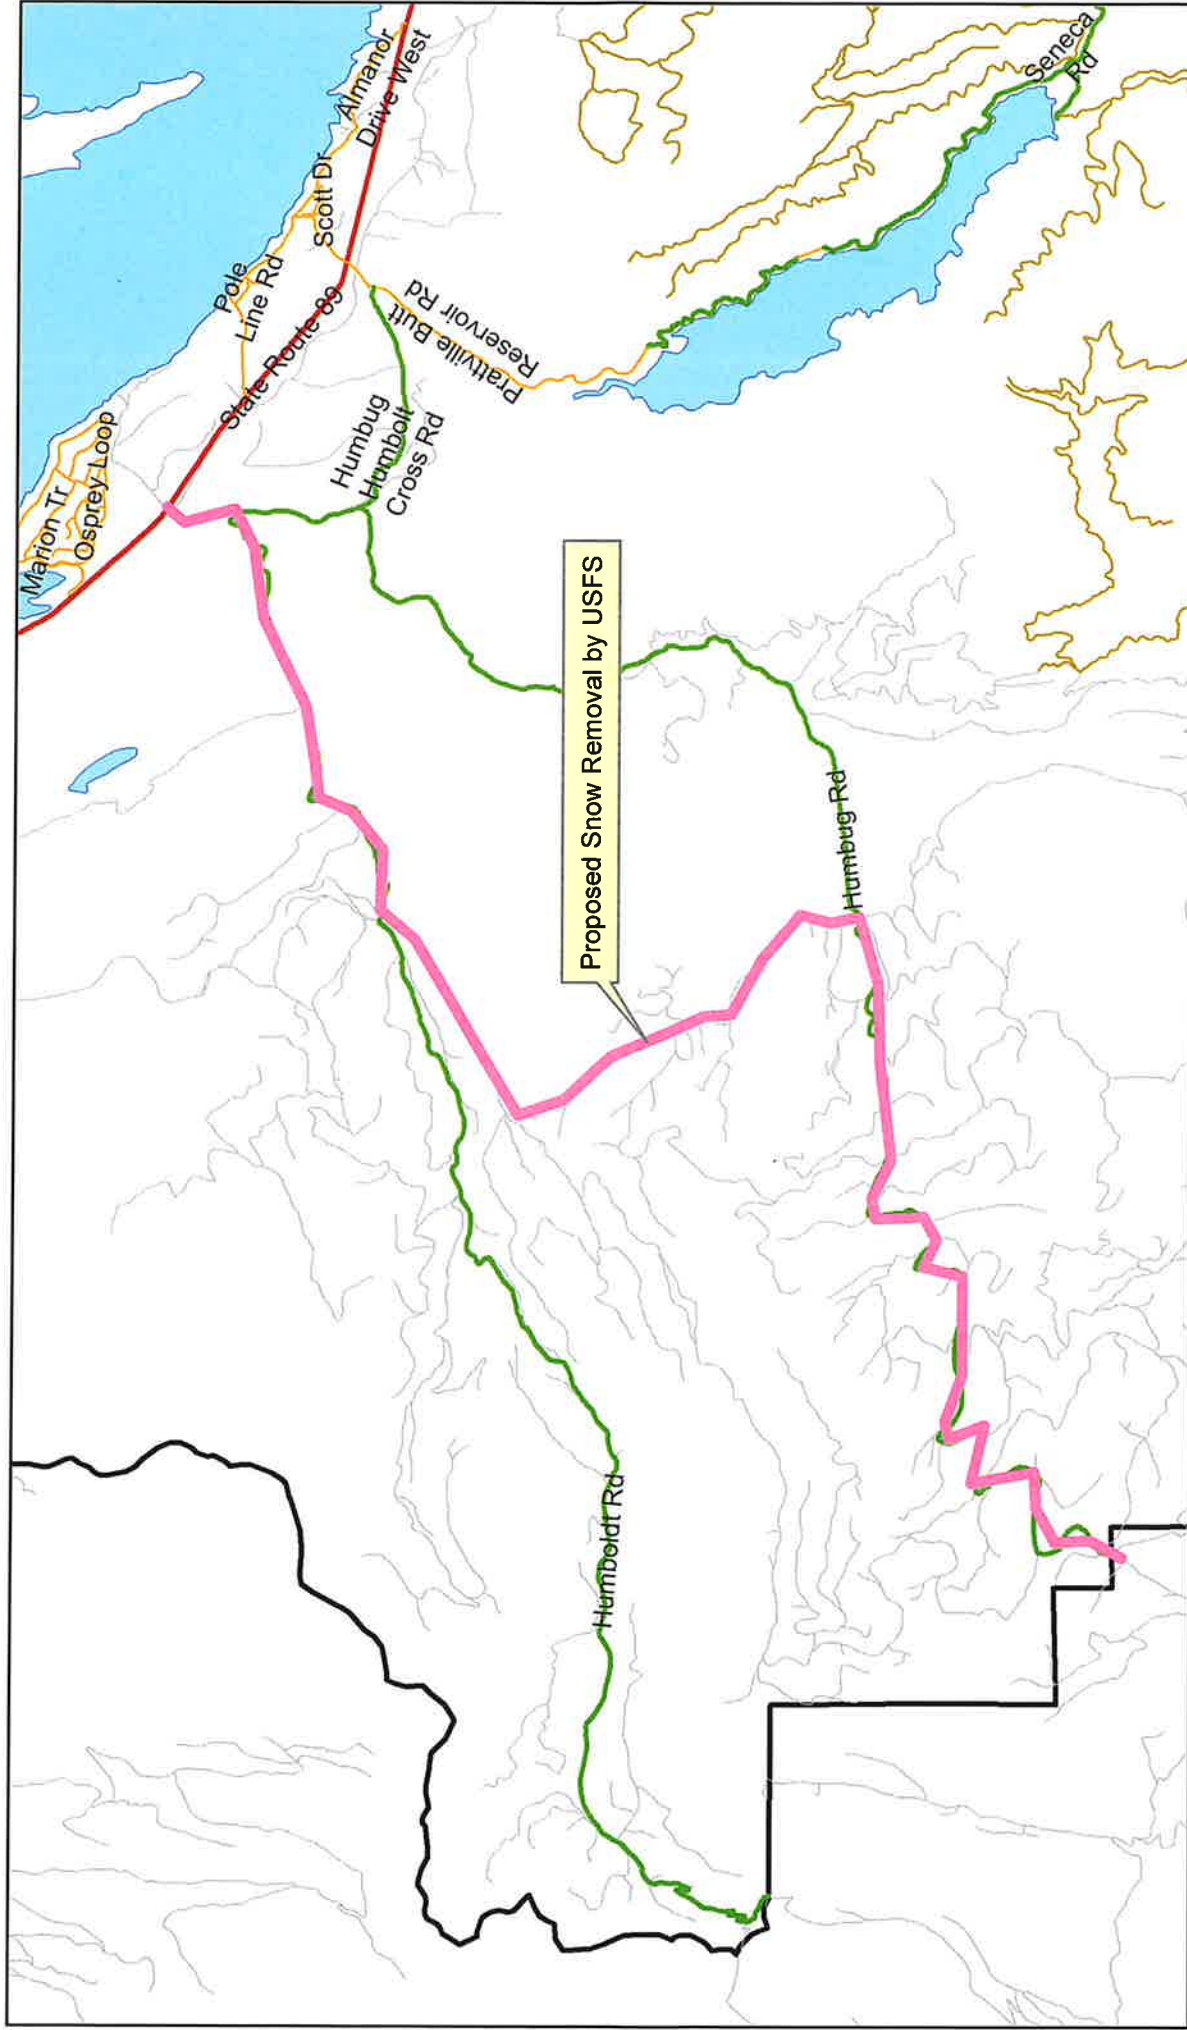 Marion Tr
Osprey Loop
Pole
Line Rd
Scott Dr
Almanor
Drive West
State Route 89
Prattville Butt
Reservoir Rd
Humbug
Humbolt
Cross Rd
Seneca
Rd
Proposed Snow Removal by USFS
Humbug Rd
Humboldt Rd